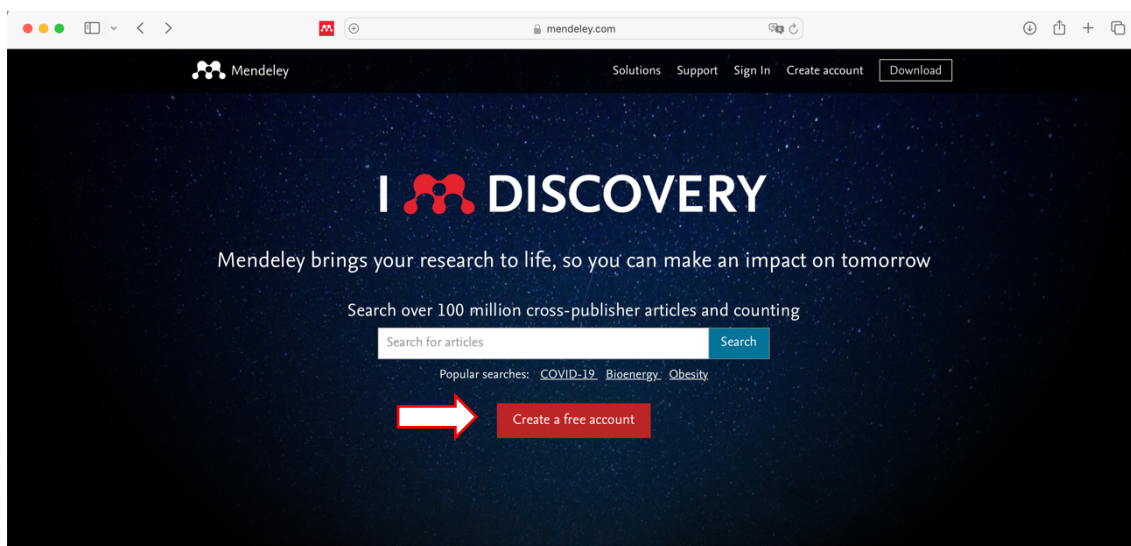 mendeley.com
Mendeley
Solutions Support Sign In Create account Download
I DISCOVERY
Mendeley brings your research to life, so you can make an impact on tomorrow
Search over 100 million cross-publisher articles and counting
Search for articles Search
Popular searches: COVID-19 Bioenergy Obesity
Create a free account